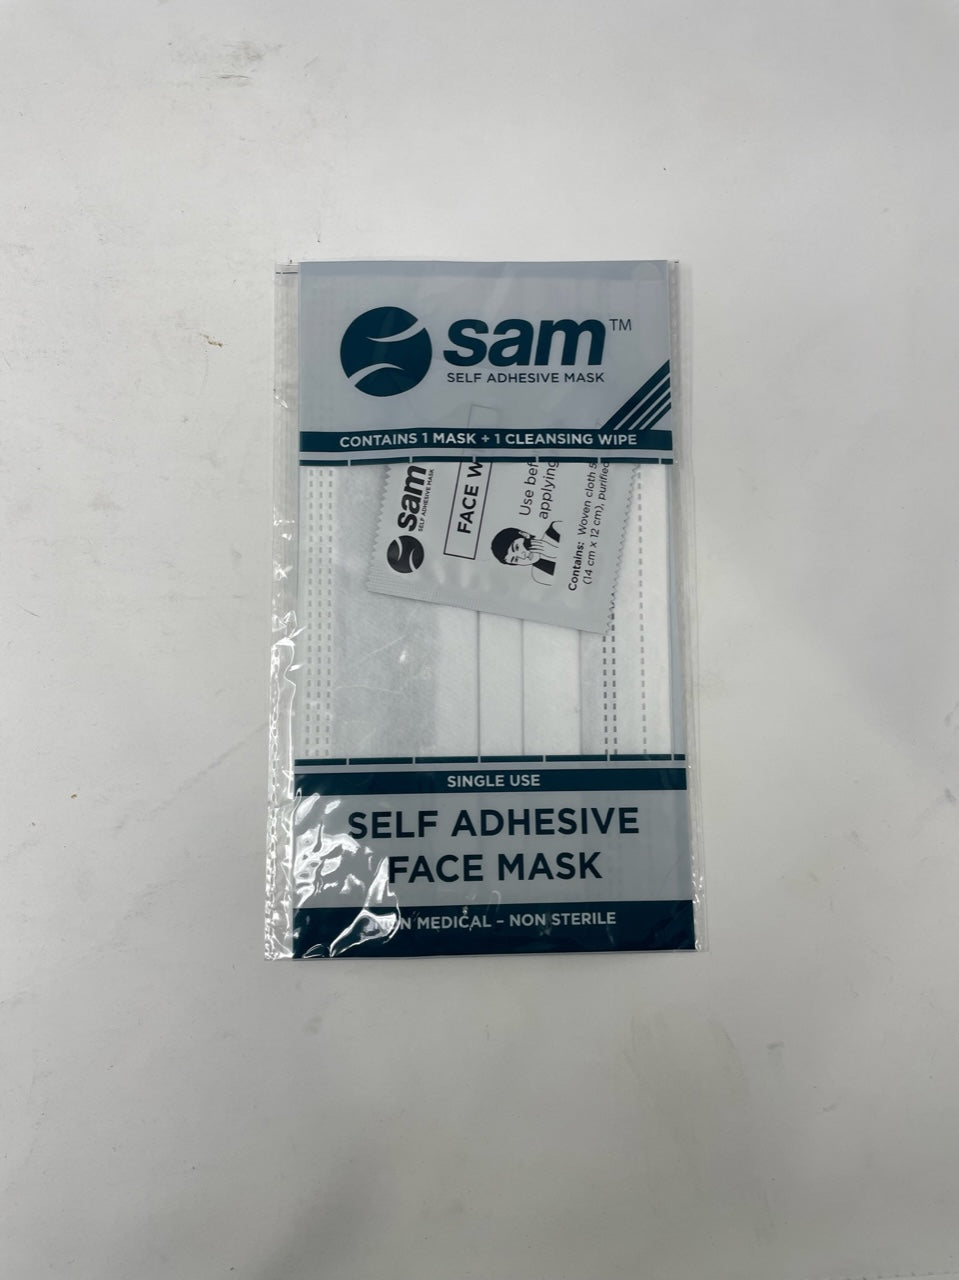 sam™
SELF ADHESIVE MASK
CONTAINS 1 MASK + 1 CLEANSING WIPE
sam
SELF ADHESIVE MASK
FACE W
Use bef
applying
Contains: Woven cloth
(14 cm x 12 cm), purified
SINGLE USE
SELF ADHESIVE
FACE MASK
NON MEDICAL – NON STERILE